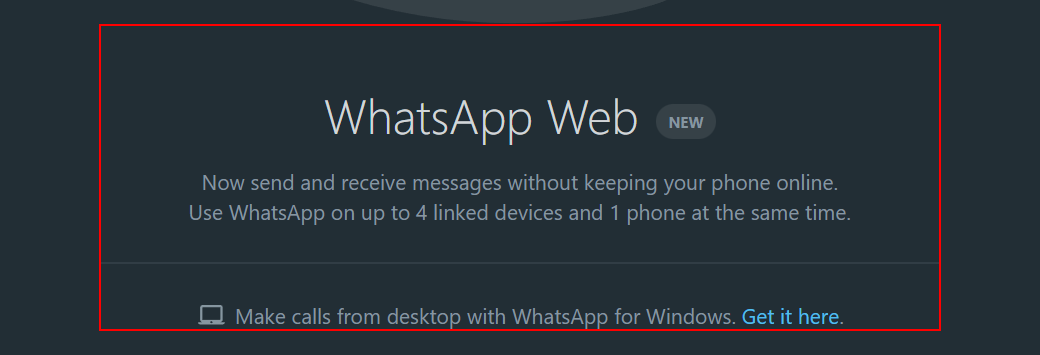 WhatsApp Web NEW
Now send and receive messages without keeping your phone online.
Use WhatsApp on up to 4 linked devices and 1 phone at the same time.
Make calls from desktop with WhatsApp for Windows. Get it here.